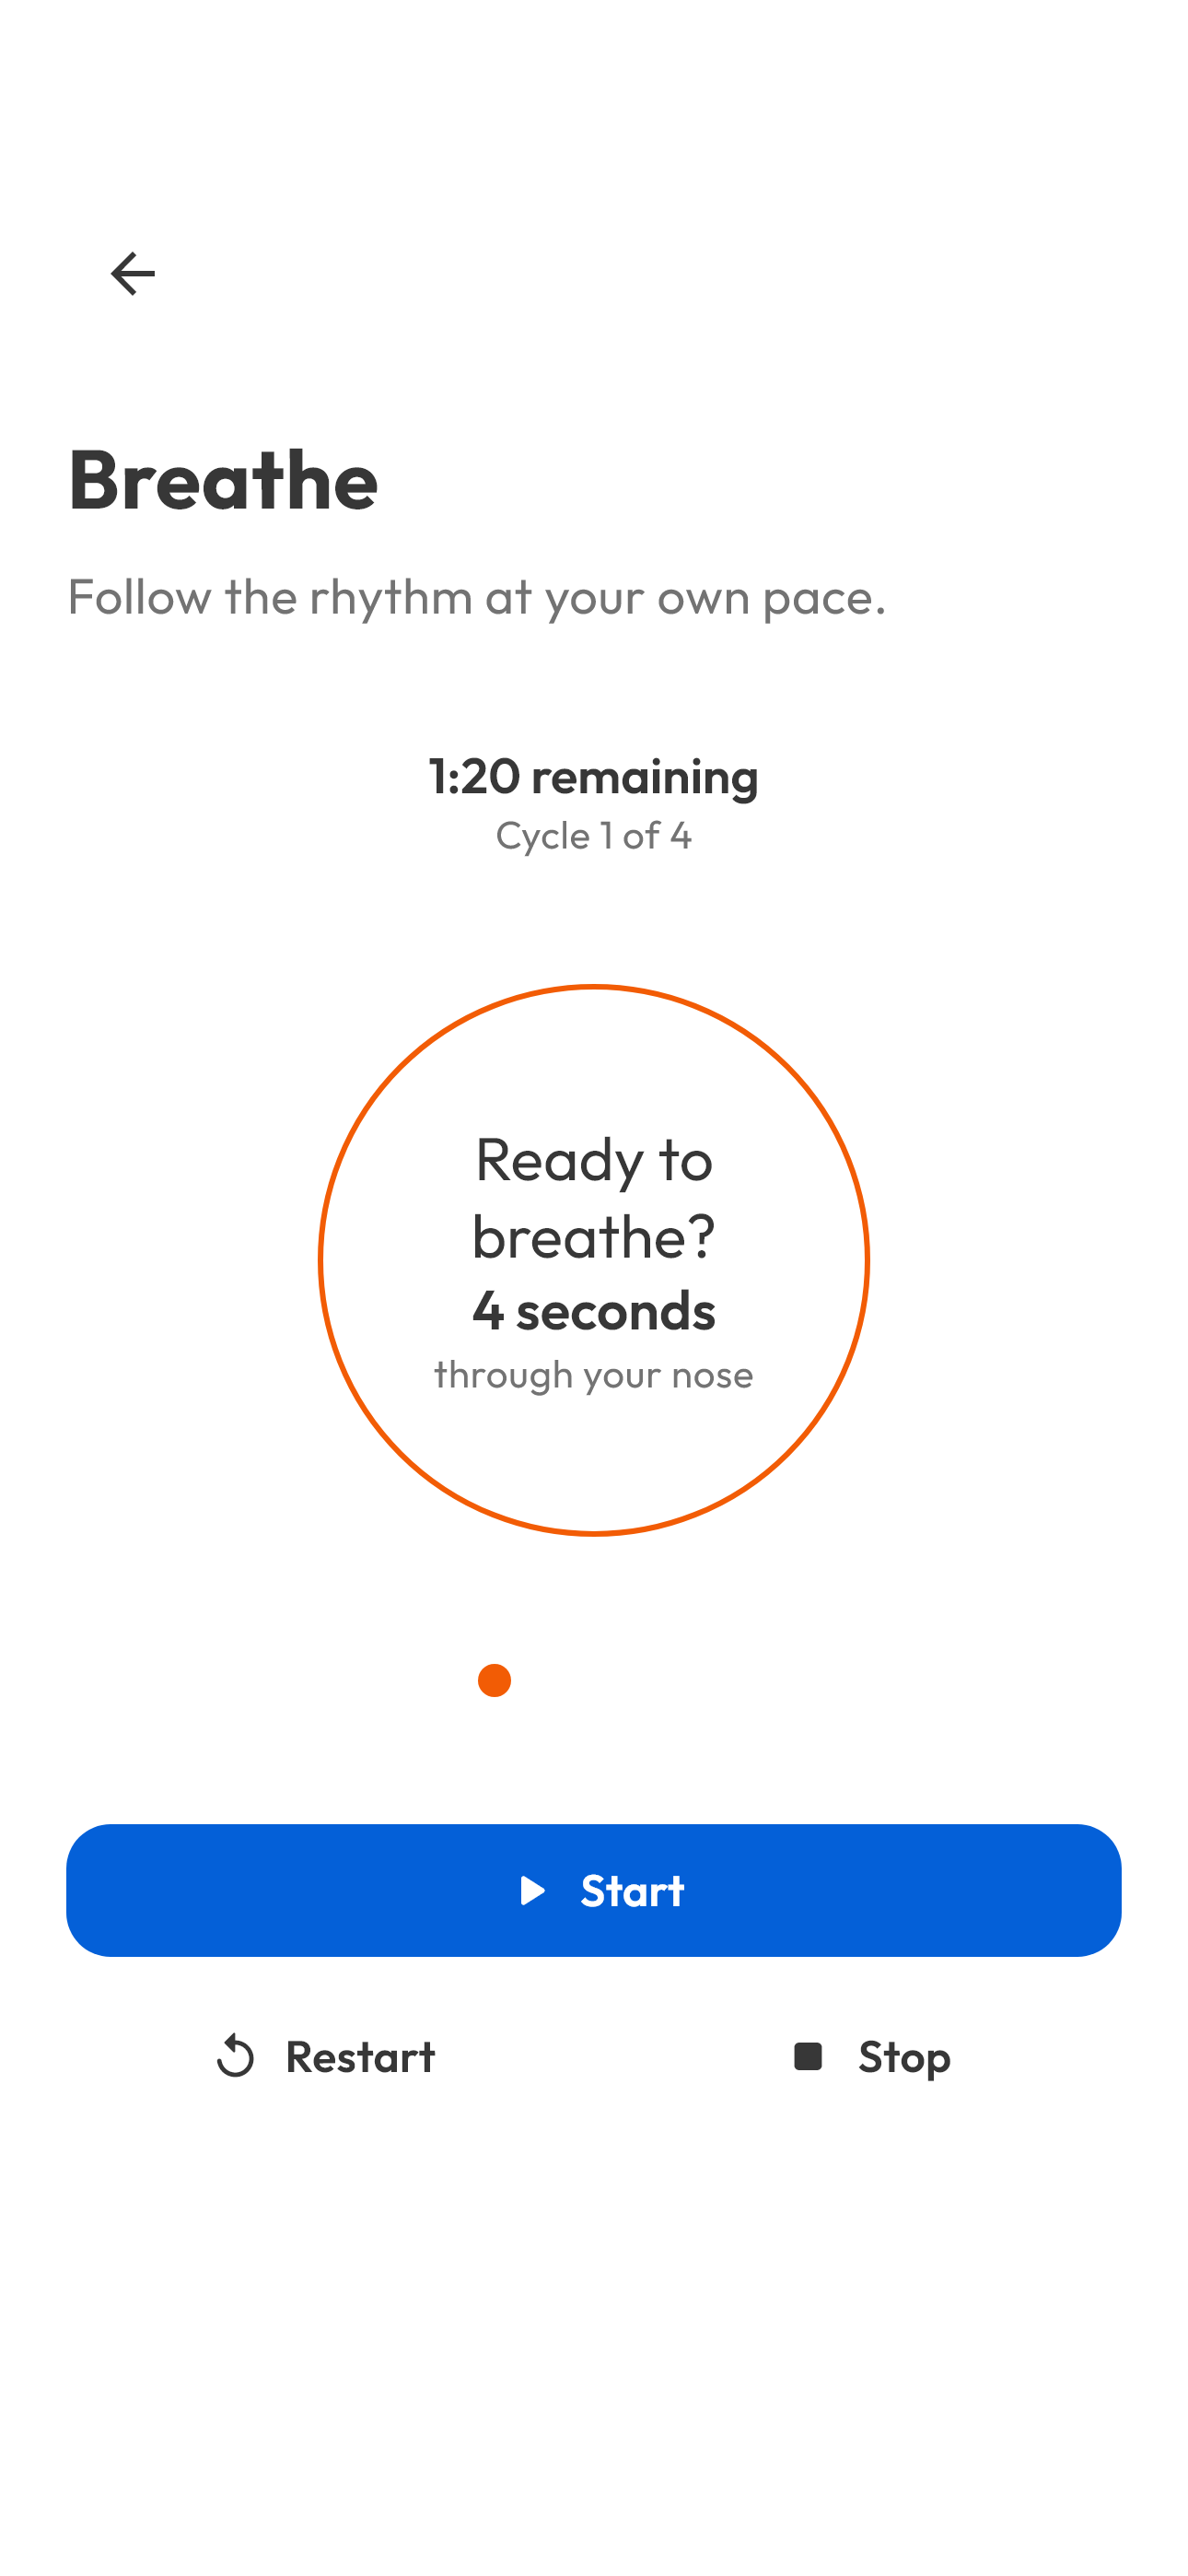 Breathe
Follow the rhythm at your own pace.
1:20 remaining
Cycle 1 of 4
Ready to
breathe?
4 seconds
through your nose
Start
Restart
Stop